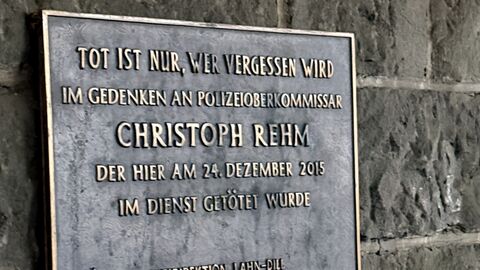 TOT IST NUR, WER VERGESSEN WIRD
IM GEDENKEN AN POLIZEIOBERKOMMISSAR
CHRISTOPH REHM
DER HIER AM 24. DEZEMBER 2015
IM DIENST GETÖTET WURDE
LAHN-DILL